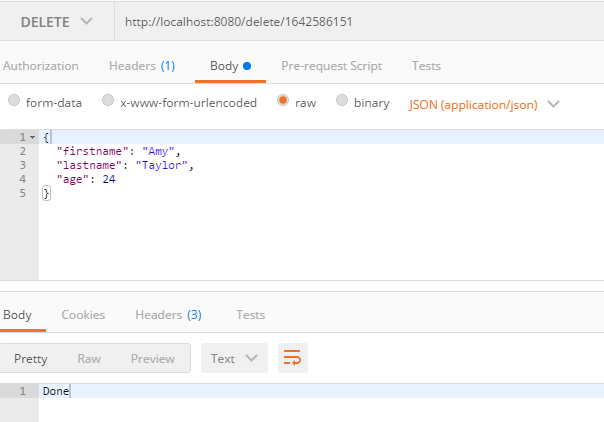 DELETE http://localhost:8080/delete/1642586151
Authorization Headers (1) Body Pre-request Script Tests
form-data x-www-form-urlencoded raw binary JSON (application/json)
1 {
2 "firstname": "Amy",
3 "lastname": "Taylor",
4 "age": 24
5 }
Body Cookies Headers (3) Tests
Pretty Raw Preview Text
1 Done